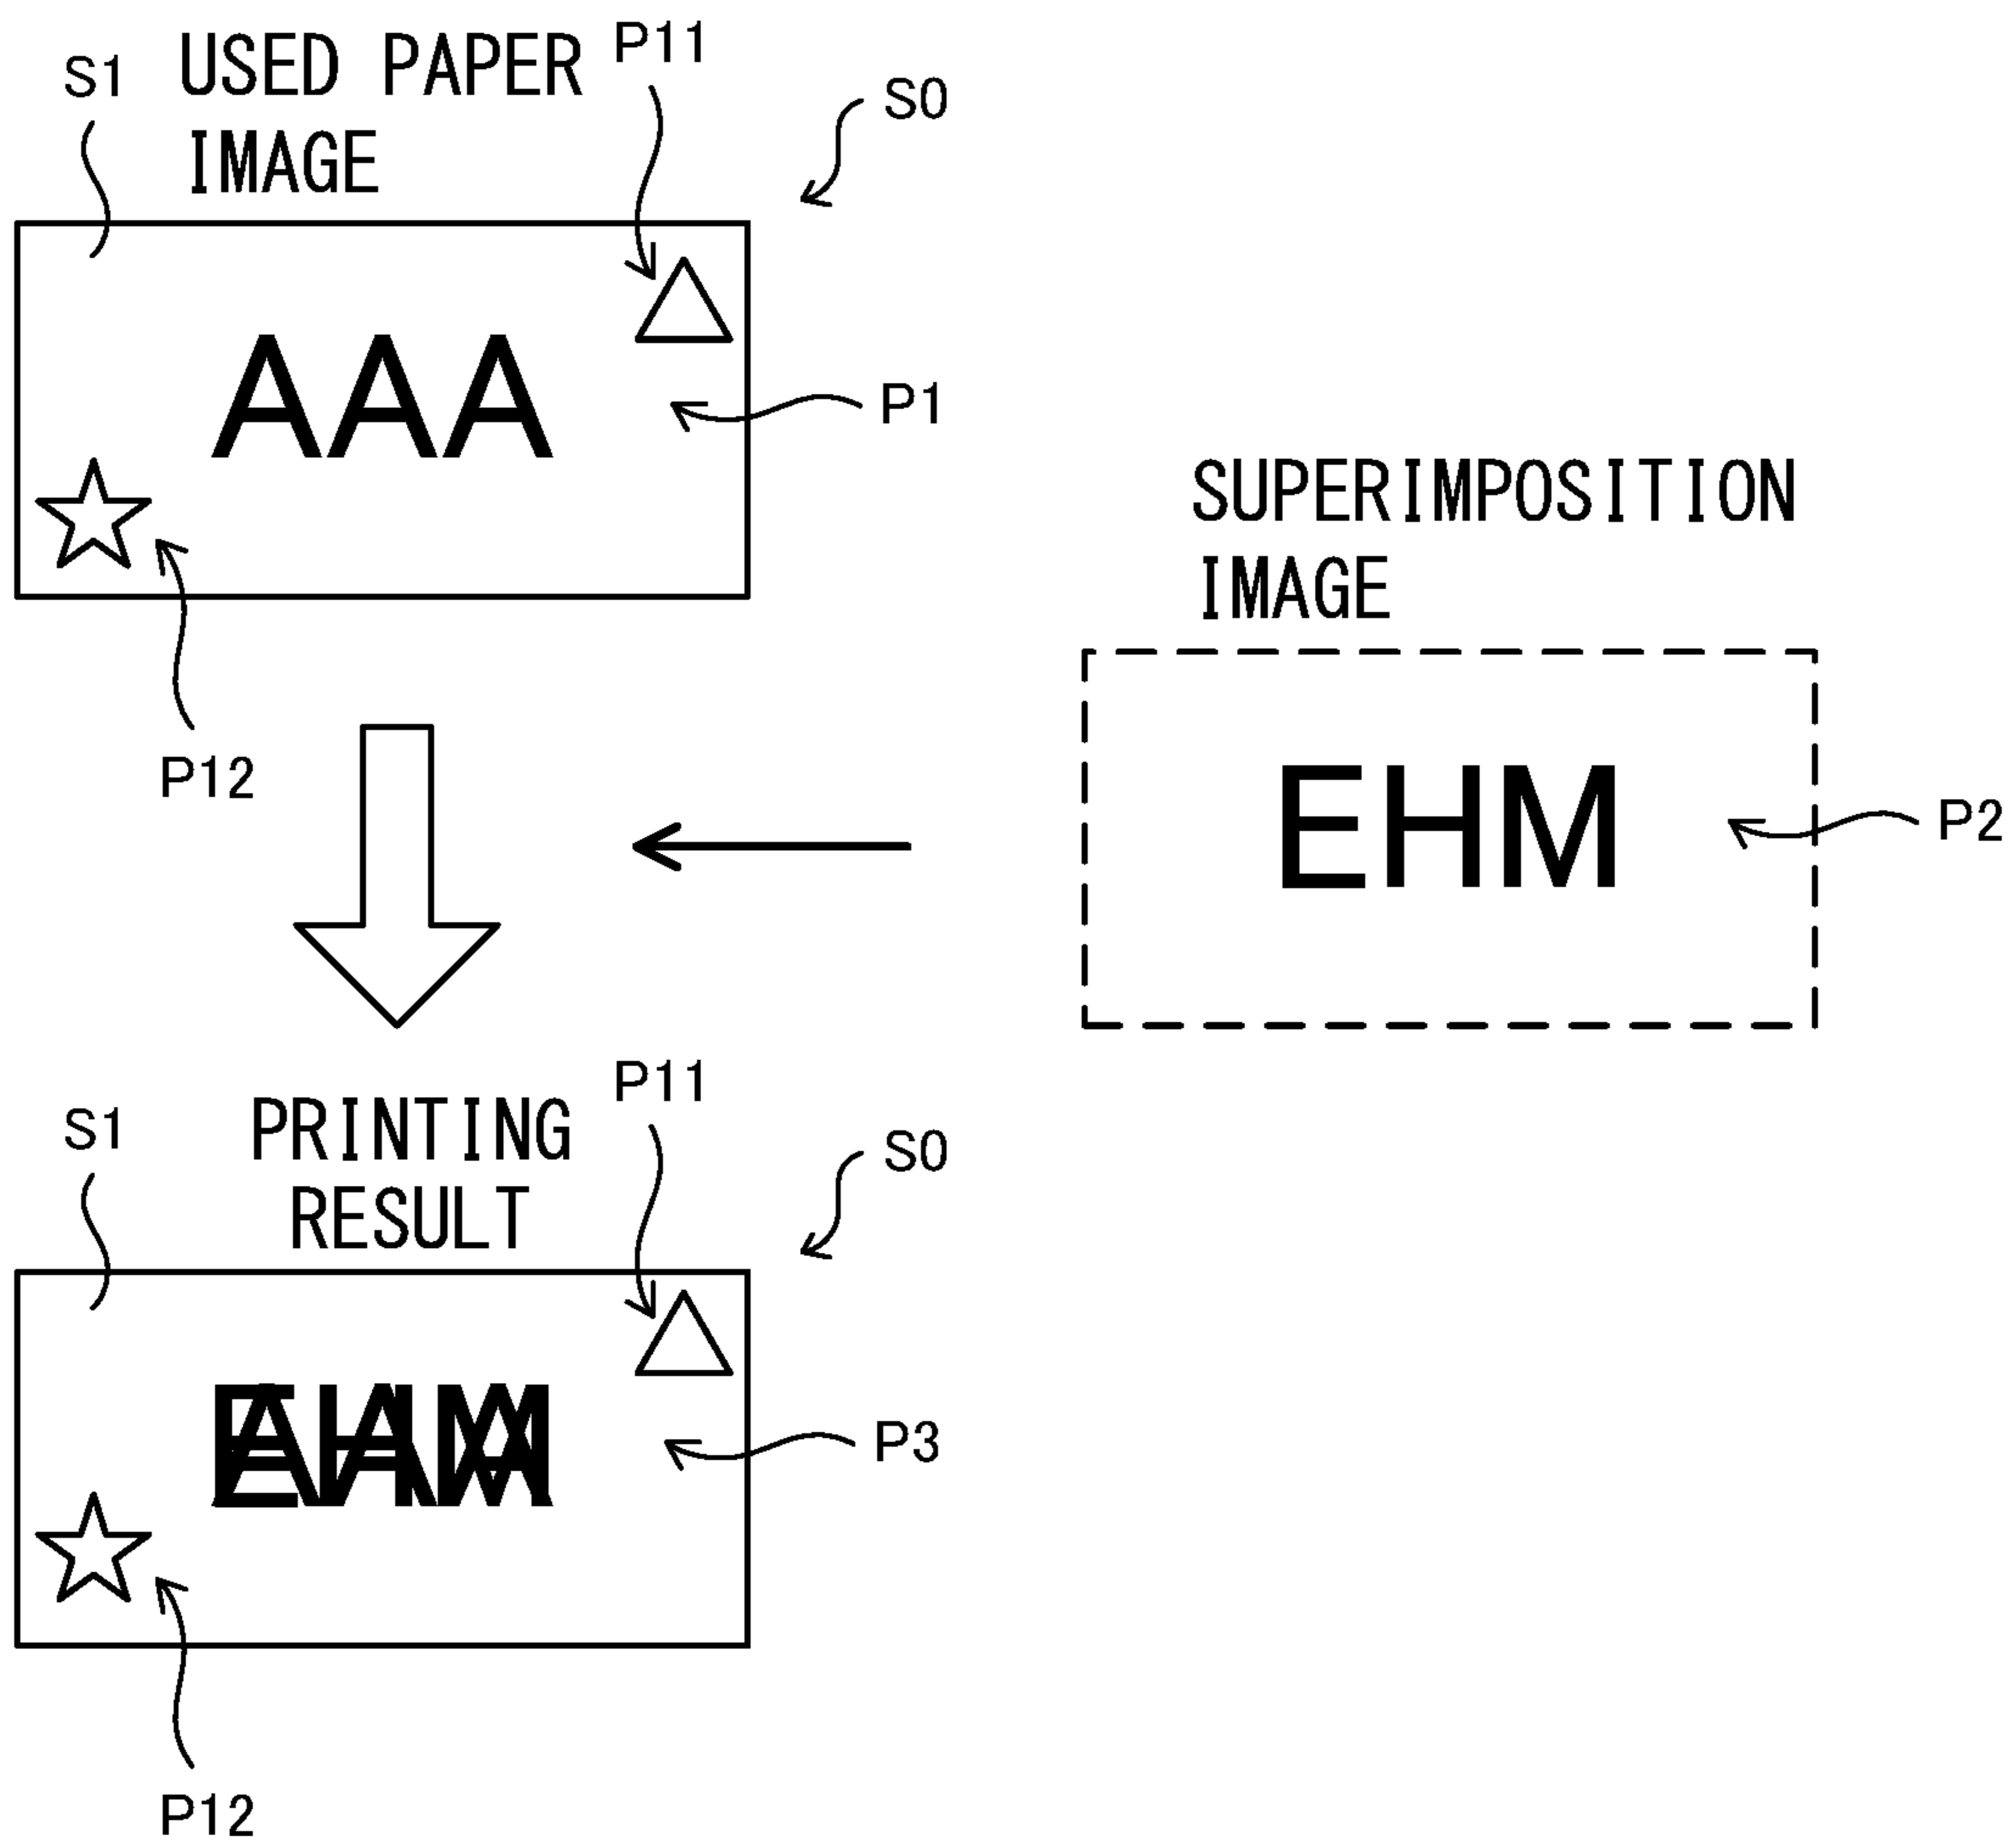 USED PAPER
IMAGE
S1
P11
S0
AAA
P1
P12
SUPERIMPOSITION
IMAGE
EHM
P2
PRINTING
RESULT
S1
P11
S0
P3
P12